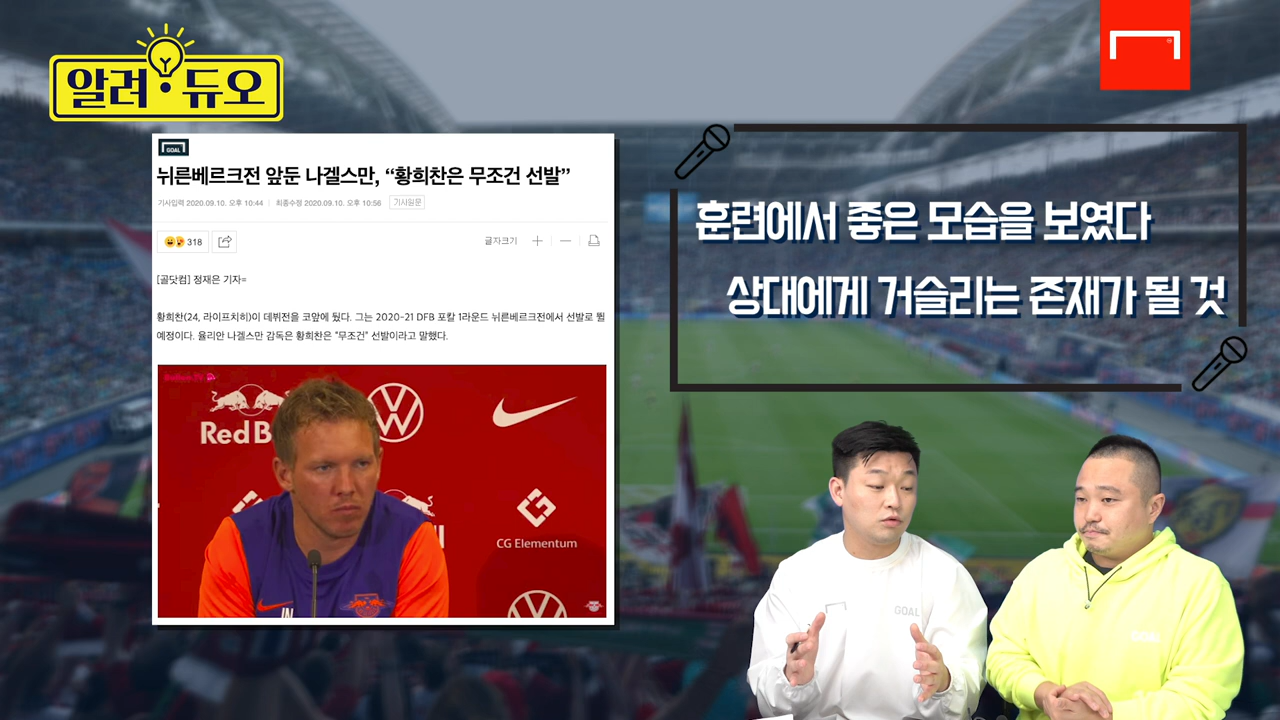 알려듀오
GOAL
뉘른베르크전 앞둔 나겔스만, “황희찬은 무조건 선발”
기사입력 2020.09.10. 오후 10:44 | 최종수정 2020.09.10. 오후 10:56 기사원문
318
글자크기
[골닷컴] 정재은 기자=
황희찬(24, 라이프치히)이 데뷔전을 코앞에 뒀다. 그는 2020-21 DFB 포칼 1라운드 뉘른베르크전에서 선발로 뛸
예정이다. 율리안 나겔스만 감독은 황희찬은 "무조건" 선발이라고 말했다.
Red B
CG Elementum
JN
훈련에서 좋은 모습을 보였다
상대에게 거슬리는 존재가 될 것
GOAL
GOAL